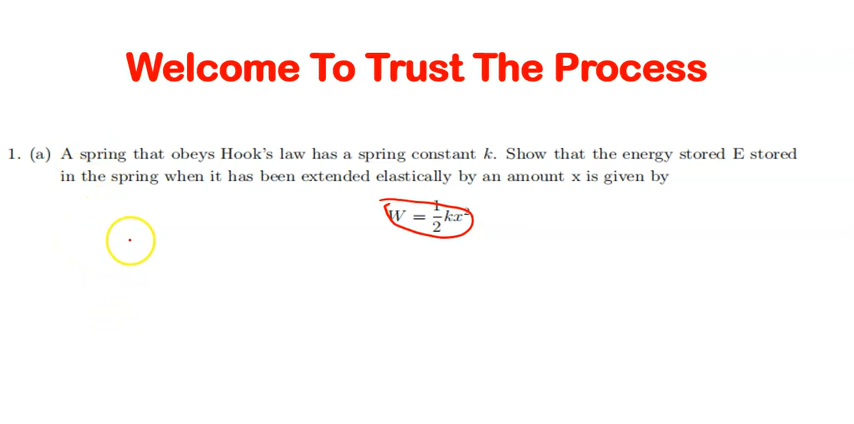 Welcome To Trust The Process
1. (a) A spring that obeys Hook's law has a spring constant k. Show that the energy stored E stored
in the spring when it has been extended elastically by an amount x is given by
W = 1/2 kx²